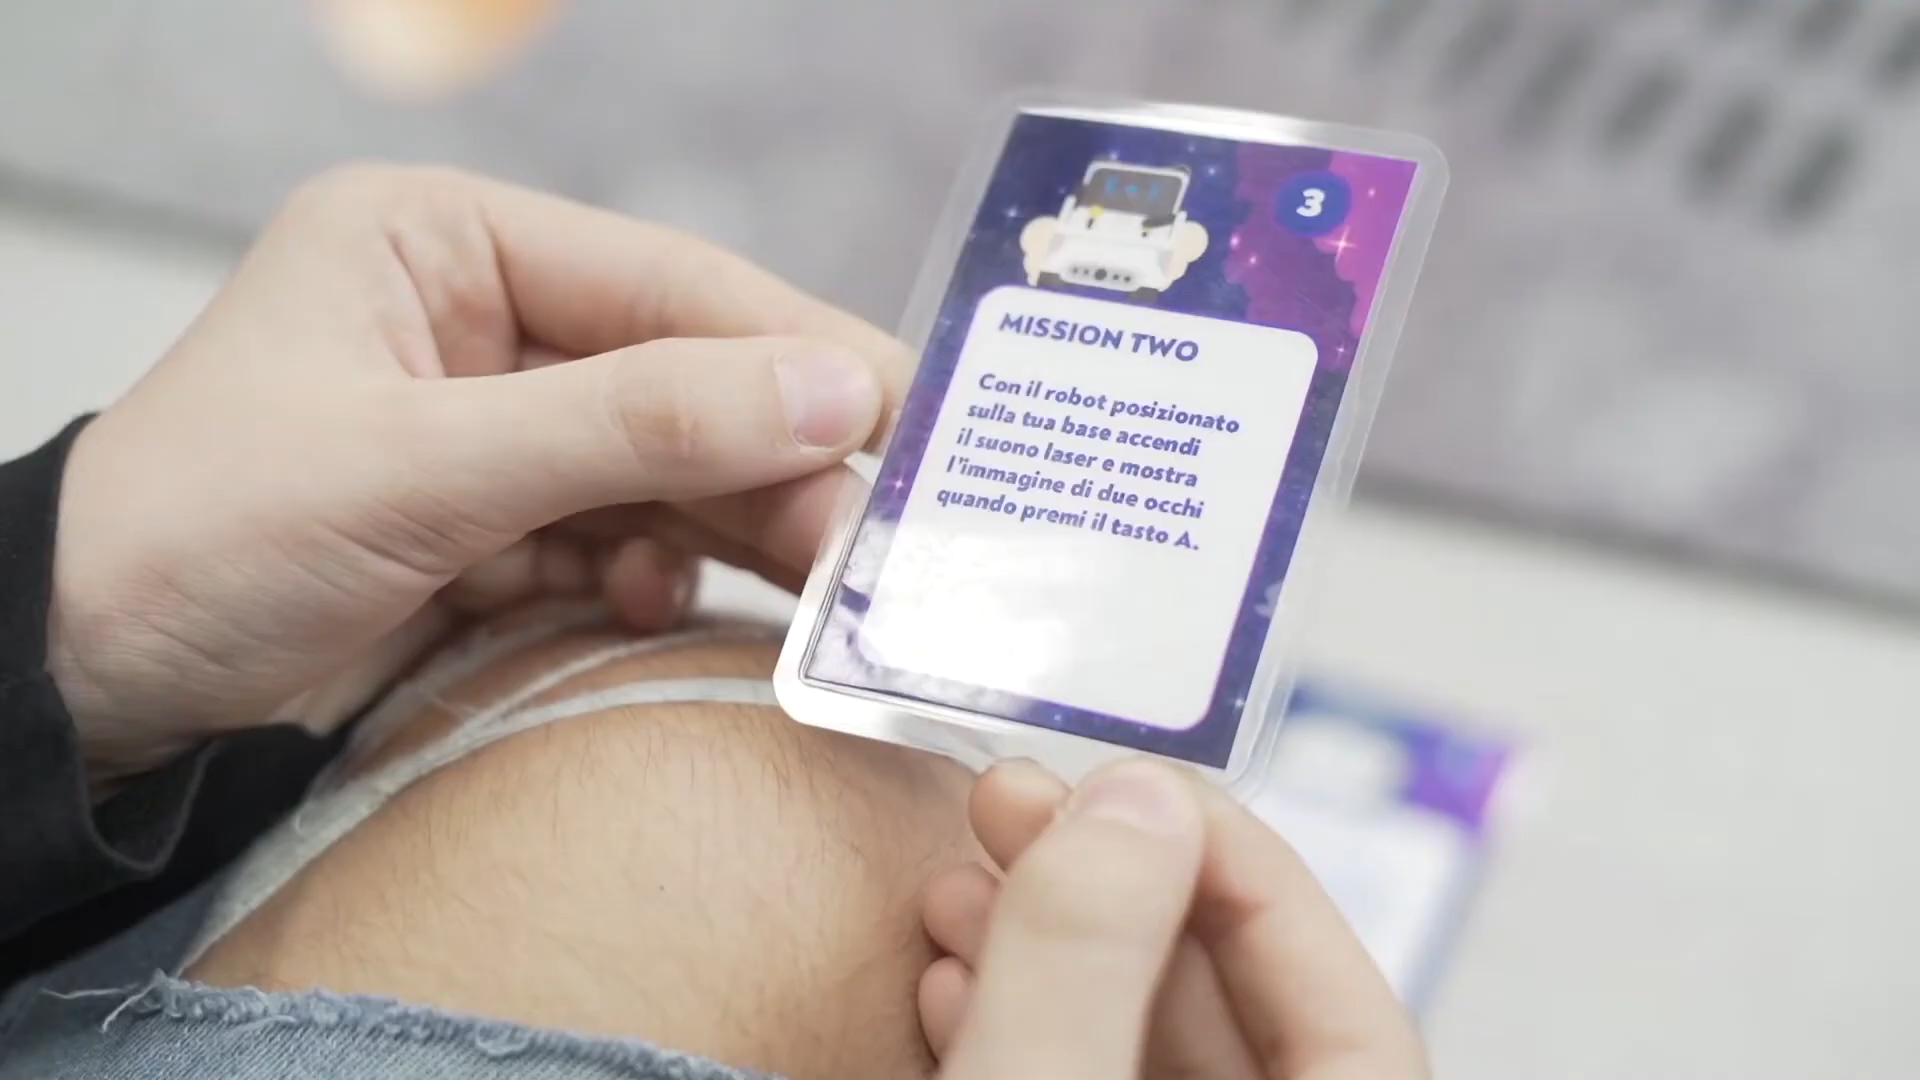 3
MISSION TWO
Con il robot posizionato
sulla tua base accendi
il suono laser e mostra
l'immagine di due occhi
quando premi il tasto A.